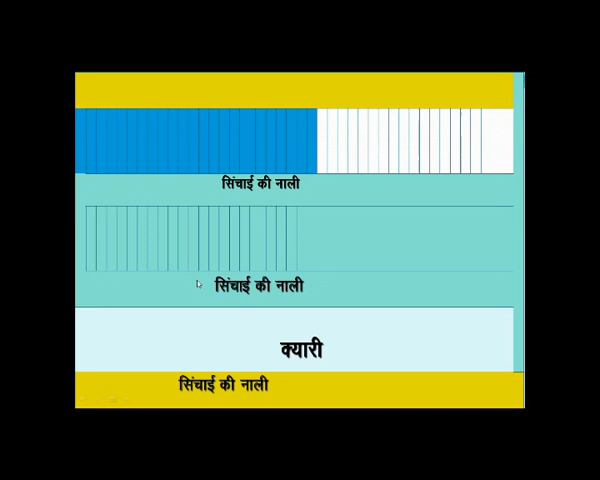 सिंचाई की नाली
सिंचाई की नाली
क्यारी
सिंचाई की नाली